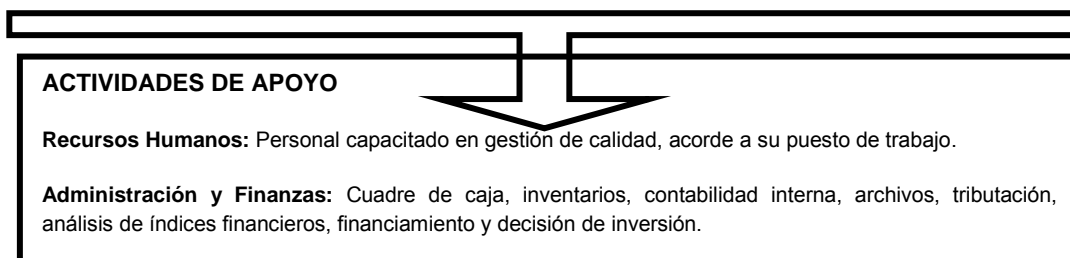 ACTIVIDADES DE APOYO
Recursos Humanos: Personal capacitado en gestión de calidad, acorde a su puesto de trabajo.
Administración y Finanzas: Cuadre de caja, inventarios, contabilidad interna, archivos, tributación,
análisis de índices financieros, financiamiento y decisión de inversión.